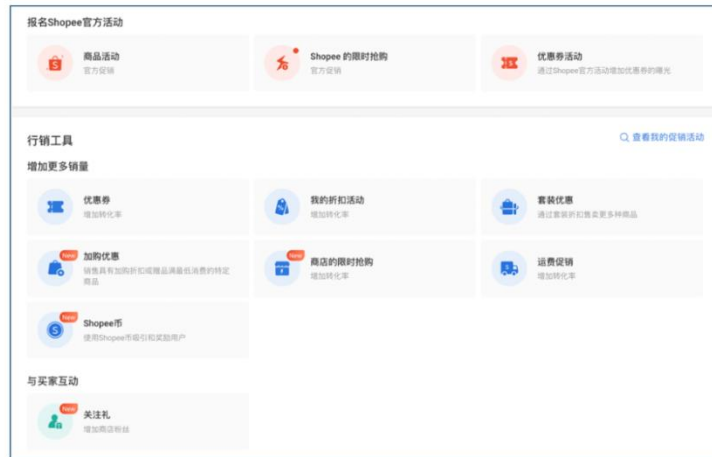 报名Shopee官方活动
商品活动
官方促销
Shopee 的限时抢购
官方促销
优惠券活动
通过Shopee官方活动增加优惠券的曝光
行销工具
查看我的促销活动
增加更多销量
优惠券
增加转化率
我的折扣活动
增加转化率
套装优惠
通过套装折扣售卖更多种商品
New
加购优惠
销售具有加购折扣或赠品满最低消费的特定
商品
New
商店的限时抢购
增加转化率
运费促销
增加转化率
New
Shopee币
使用Shopee币吸引和奖励用户
与买家互动
New
关注礼
增加商店粉丝